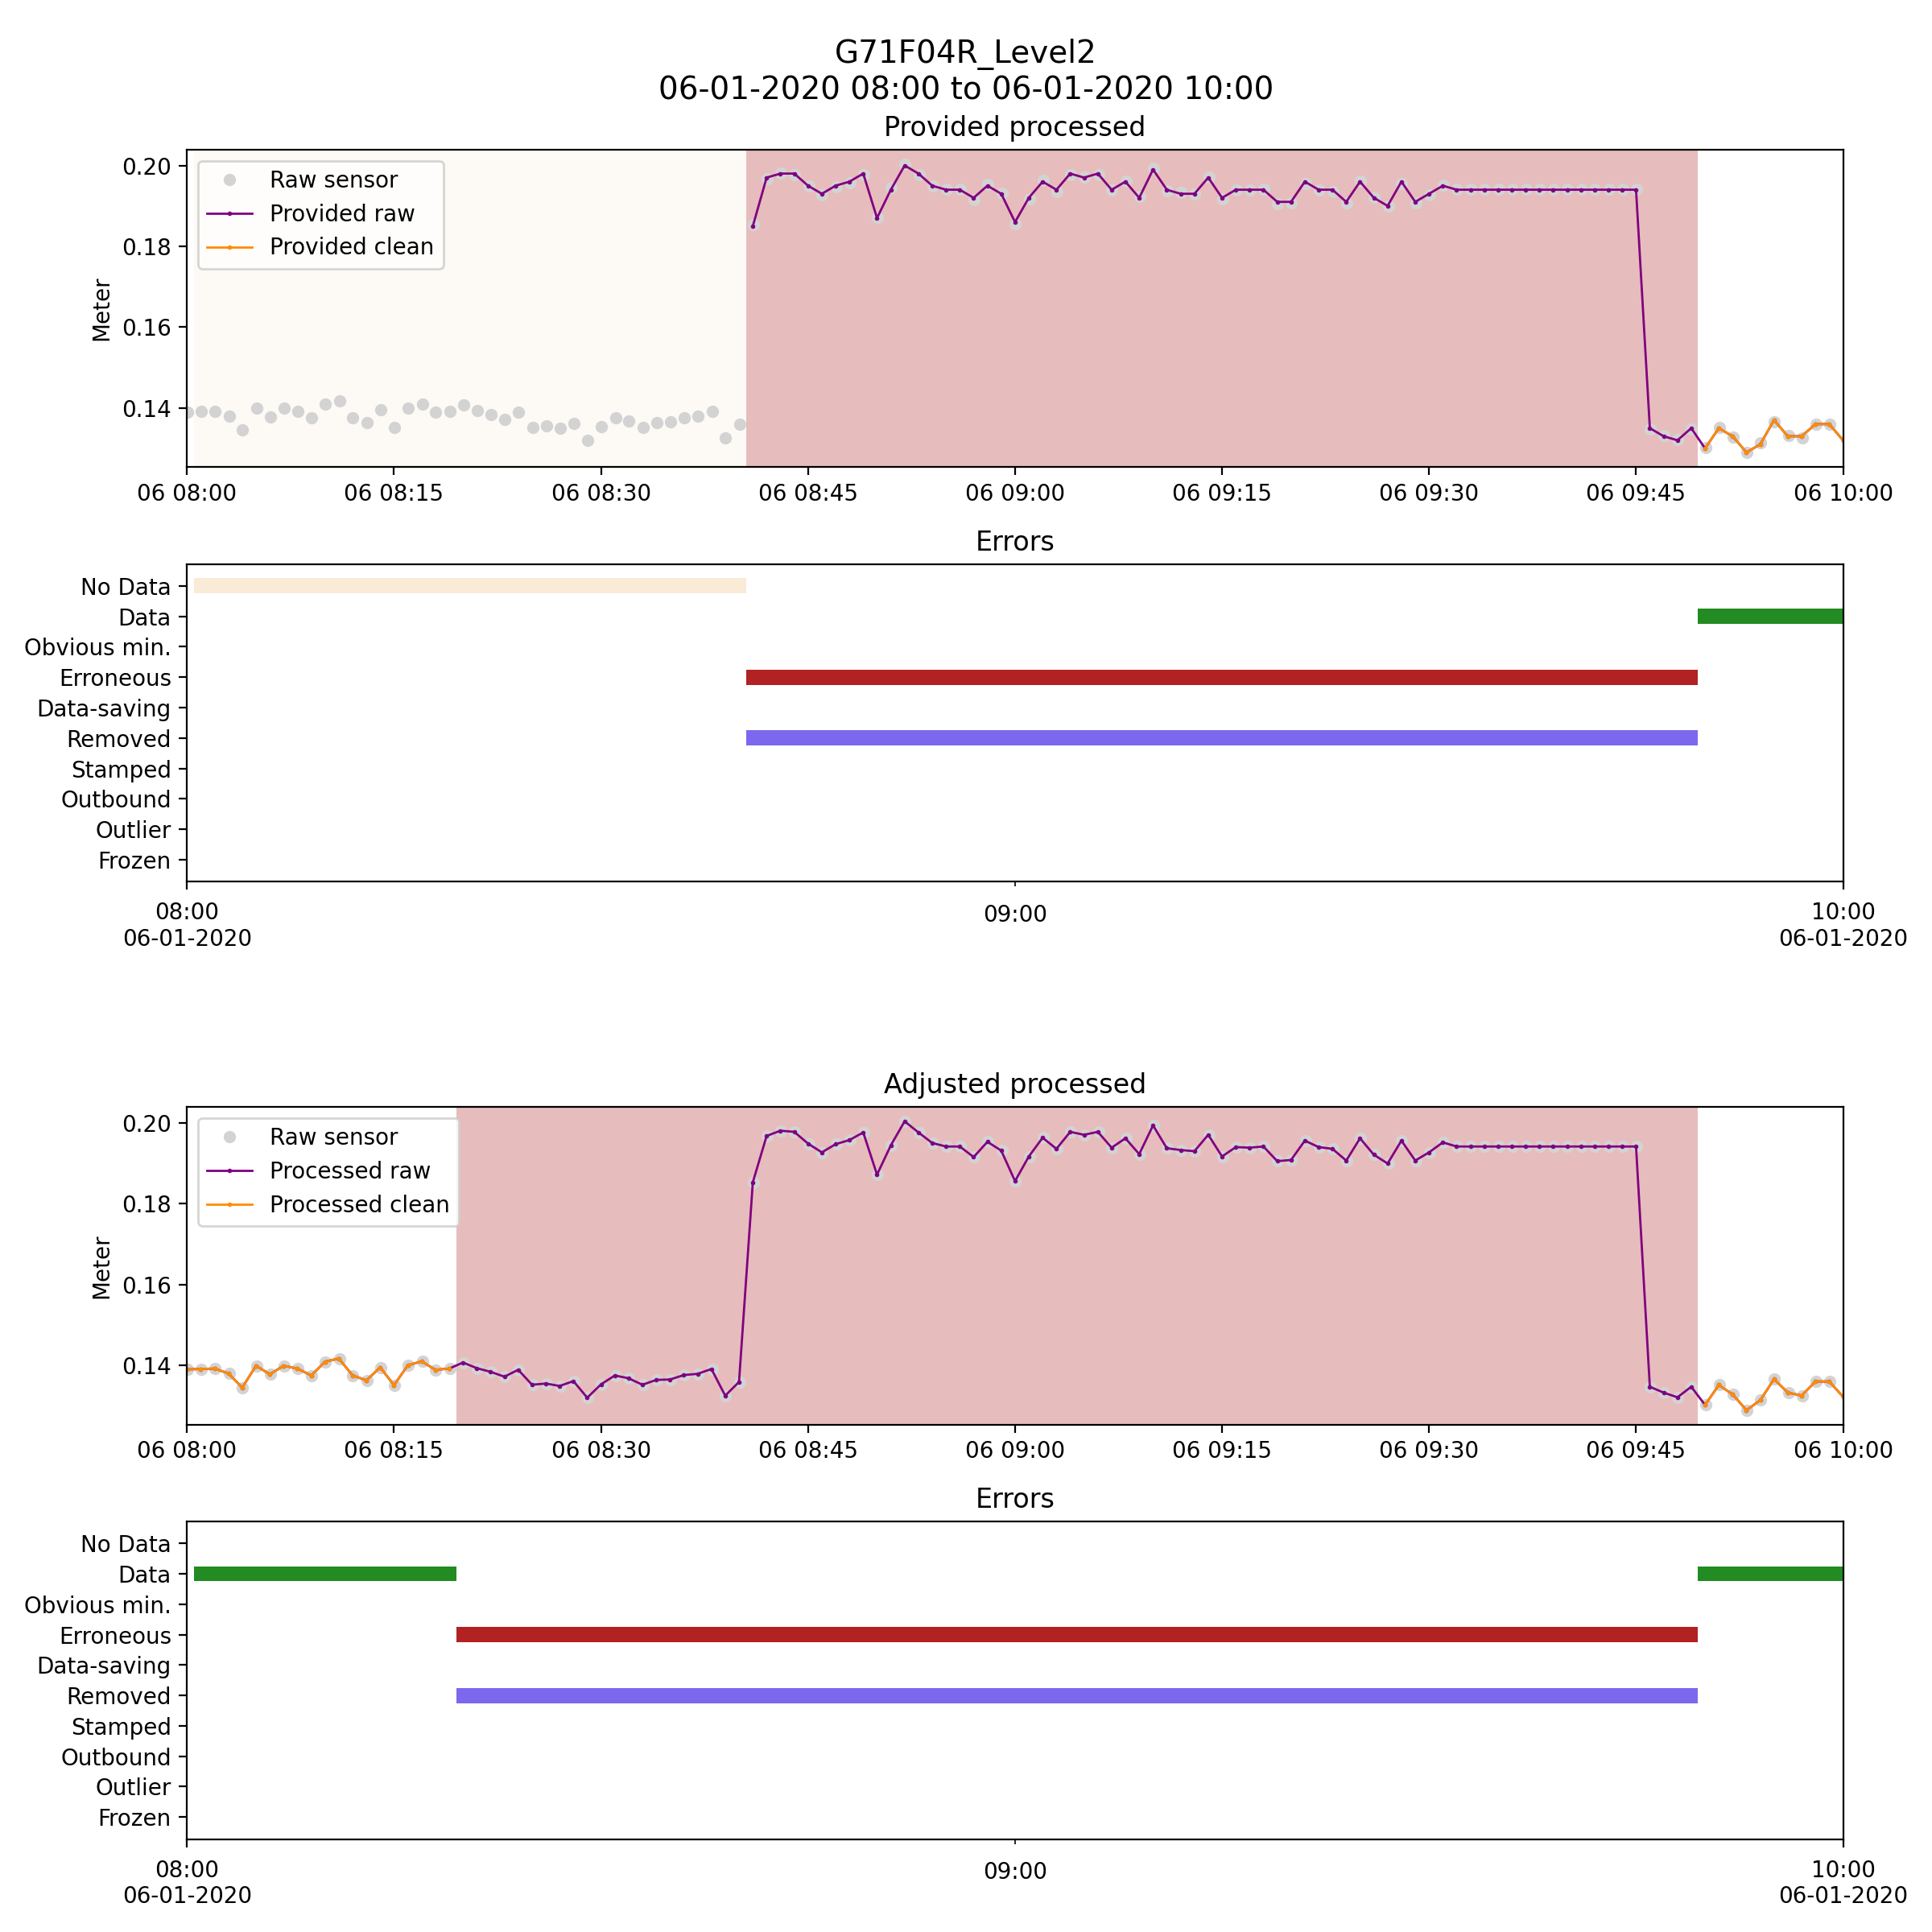 G71F04R_Level2
06-01-2020 08:00 to 06-01-2020 10:00
Provided processed
Raw sensor
Provided raw
Provided clean
Meter
0.20
0.18
0.16
0.14
06 08:00 06 08:15 06 08:30 06 08:45 06 09:00 06 09:15 06 09:30 06 09:45 06 10:00
Errors
No Data
Data
Obvious min.
Erroneous
Data-saving
Removed
Stamped
Outbound
Outlier
Frozen
08:00 09:00 10:00
06-01-2020 06-01-2020
Adjusted processed
Raw sensor
Processed raw
Processed clean
Meter
0.20
0.18
0.16
0.14
06 08:00 06 08:15 06 08:30 06 08:45 06 09:00 06 09:15 06 09:30 06 09:45 06 10:00
Errors
No Data
Data
Obvious min.
Erroneous
Data-saving
Removed
Stamped
Outbound
Outlier
Frozen
08:00 09:00 10:00
06-01-2020 06-01-2020